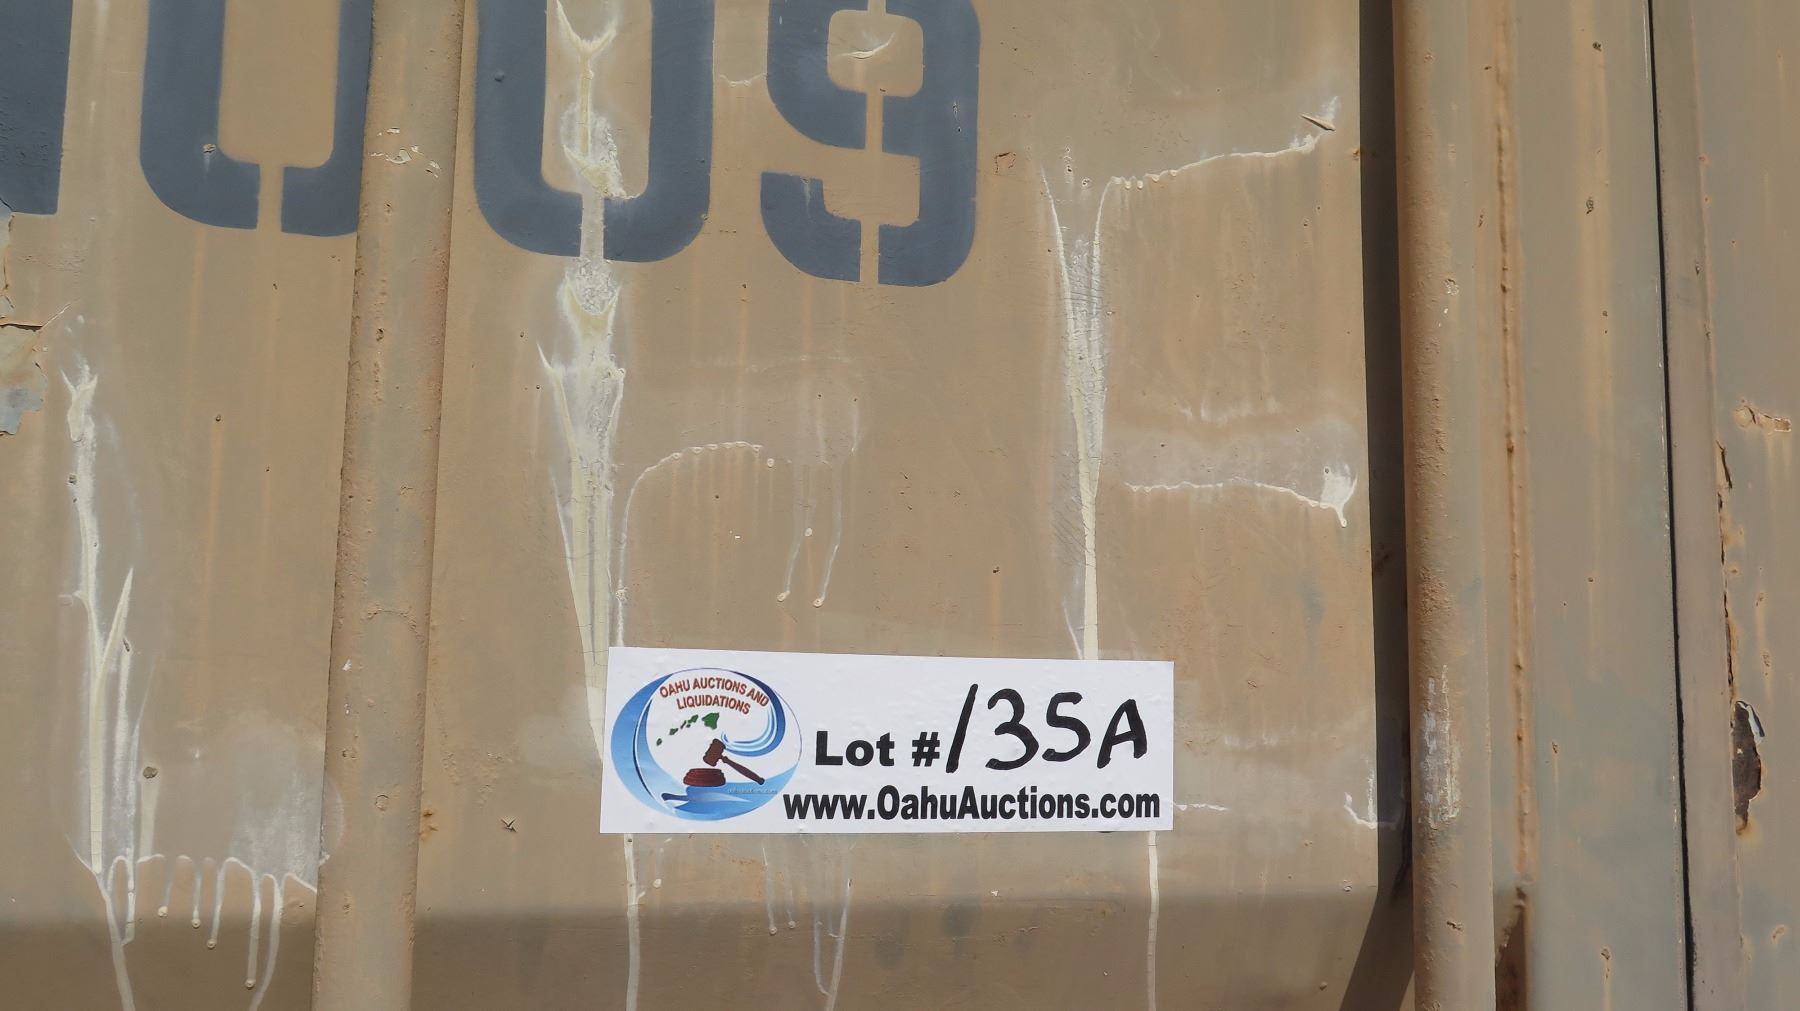 009
OAHU AUCTIONS AND
LIQUIDATIONS
Lot #135A
www.OahuAuctions.com